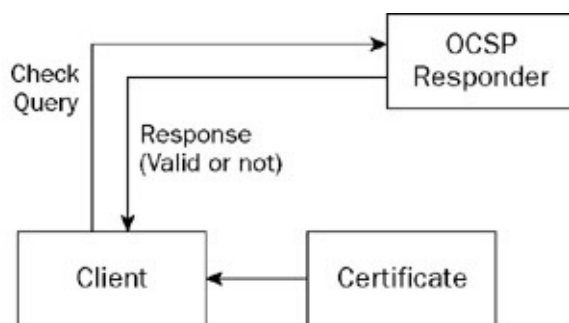 OCSP
Responder
Check
Query
Response
(Valid or not)
Client
Certificate